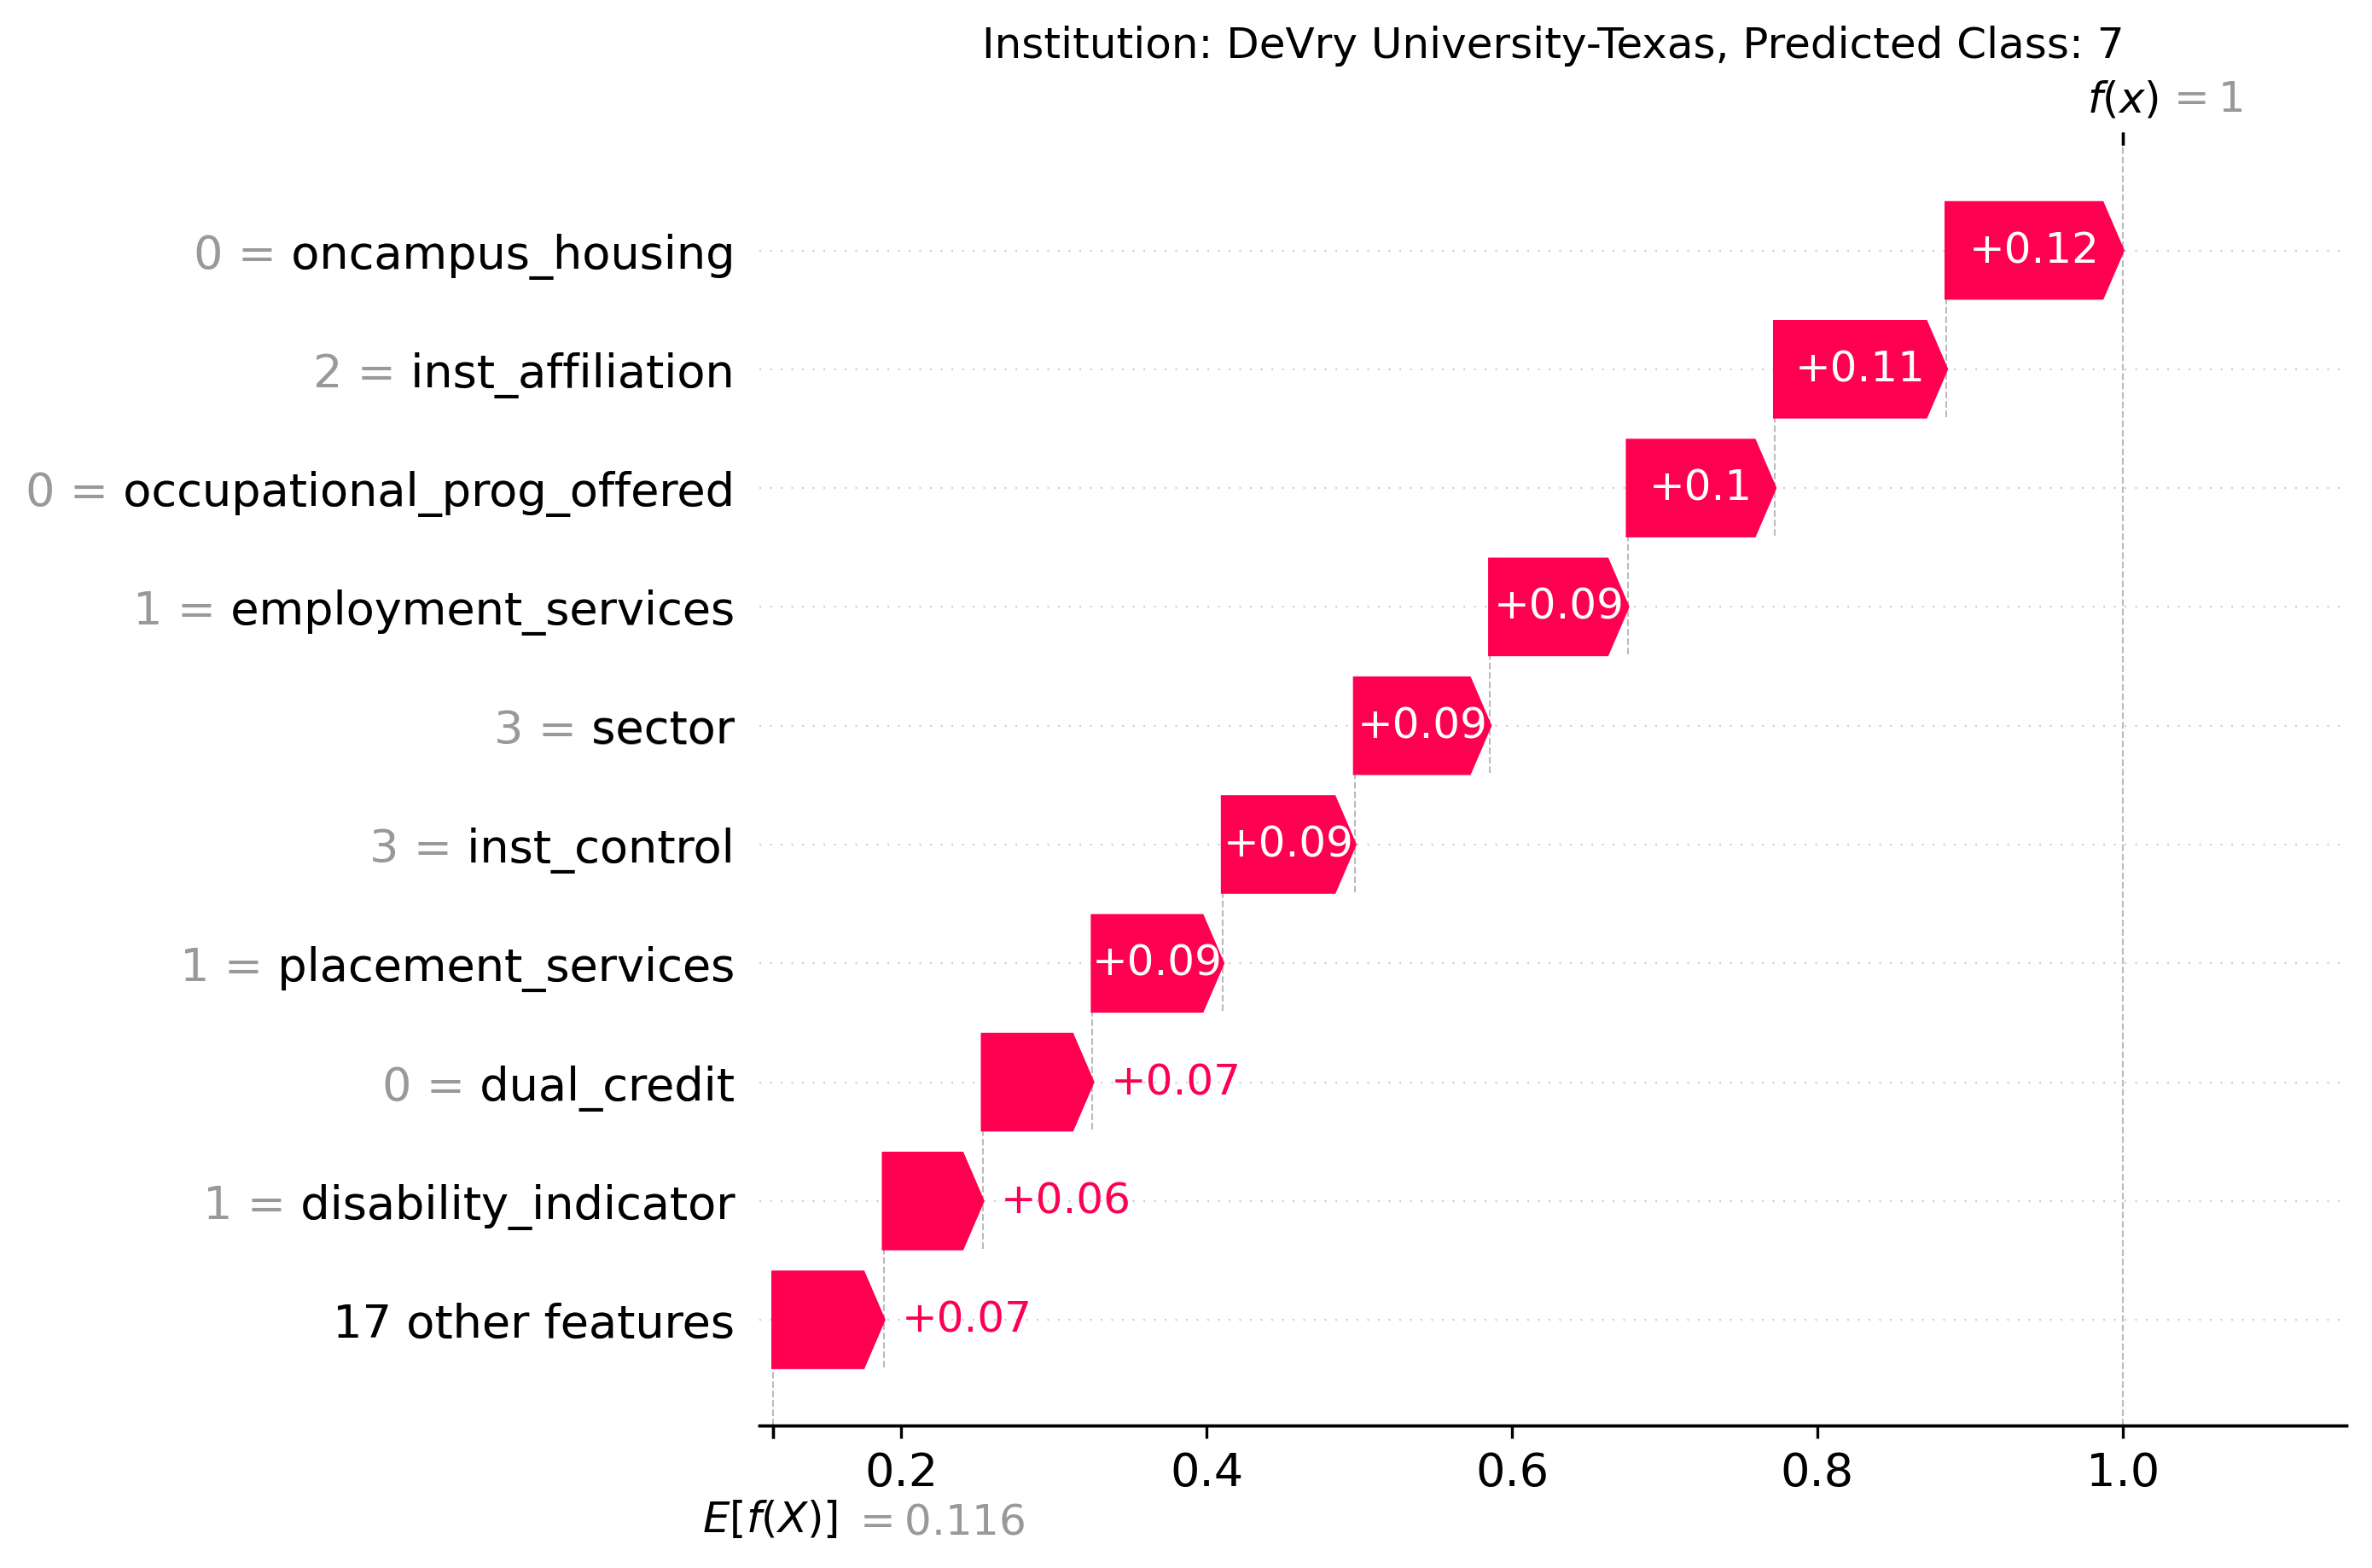 Institution: DeVry University-Texas, Predicted Class: 7
f(x) = 1
0 = oncampus_housing +0.12
2 = inst_affiliation +0.11
0 = occupational_prog_offered +0.1
1 = employment_services +0.09
3 = sector +0.09
3 = inst_control +0.09
1 = placement_services +0.09
0 = dual_credit +0.07
1 = disability_indicator +0.06
17 other features +0.07
0.2 0.4 0.6 0.8 1.0
E[f(X)] = 0.116